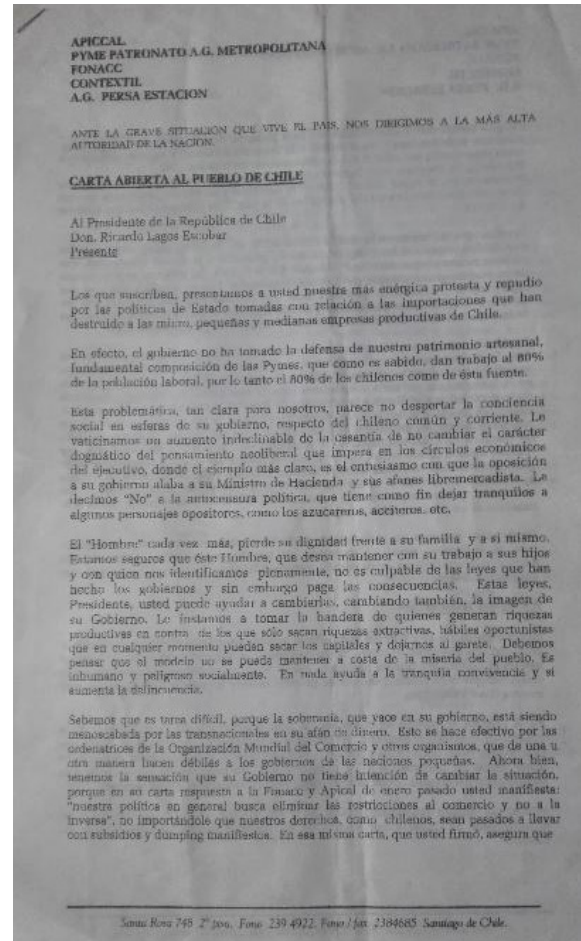 APICCAL
PYME PATRONATO A.G. METROPOLITANA
FONACC
CONTEXTIL
A.G. PERSA ESTACION
ANTE LA GRAVE SITUACIÓN QUE VIVE EL PAIS, NOS DIRIGIMOS A LA MÁS ALTA
AUTORIDAD DE LA NACION.
CARTA ABIERTA AL PUEBLO DE CHILE
Al Presidente de la República de Chile
Don. Ricardo Lagos Escobar
Presente
Los que suscriben, presentamos a usted nuestra más enérgica protesta y repudio
por las políticas de Estado tomadas con relación a las importaciones que han
destruido a las micro, pequeñas y medianas empresas productivas de Chile.
En efecto, el gobierno no ha tomado la defensa de nuestro patrimonio artesanal,
fundamental composición de las Pymes, que como es sabido, dan trabajo al 80%
de la población laboral, por lo tanto el 80% de los chilenos come de ésta fuente.
Esta problemática, tan clara para nosotros, parece no despertar la conciencia
social en esferas de su gobierno, respecto del chileno común y corriente. Le
vaticinamos un aumento indeclinable de la cesantía de no cambiar el carácter
dogmático del pensamiento neoliberal que impera en los círculos económicos
del ejecutivo, donde el ejemplo más claro, es el entusiasmo con que la oposición
a su gobierno alaba a su Ministro de Hacienda y sus afanes libremercadista. Le
decimos "No" a la autocensura política, que tiene como fin dejar tranquilos a
algunos personajes opositores, como los azucareros, aceiteros, etc.
El "Hombre" cada vez más, pierde su dignidad frente a su familia y a si mismo.
Estamos seguros que éste Hombre, que desea mantener con su trabajo a sus hijos
y con quien nos identificamos plenamente, no es culpable de las leyes que han
hecho los gobiernos y sin embargo paga las consecuencias. Estas leyes,
Presidente, usted puede ayudar a cambiarlas, cambiando también, la imagen de
su Gobierno. Le instamos a tomar la bandera de quienes generan riquezas
productivas en contra de los que sólo sacan riquezas extractivas, hábiles oportunistas
que en cualquier momento puedan sacar los capitales y dejarnos al garete. Debemos
pensar que el modelo no se puede mantener a costa de la miseria del pueblo. Es
inhumano y peligroso socialmente. En nada ayuda a la tranquila convivencia y si
aumenta la delincuencia.
Sabemos que es tarea difícil, porque la soberanía, que yace en su gobierno, está siendo
menoscabada por las transnacionales en su afán de dinero. Esto se hace efectivo por las
ordenatrices de la Organización Mundial del Comercio y otros organismos, que de una u
otra manera hacen débiles a los gobiernos de las naciones pequeñas. Ahora bien,
tenemos la sensación que su Gobierno no tiene intención de cambiar la situación,
porque en su carta respuesta a la Fonacc y Apical de enero pasado usted manifiesta:
"nuestra política en general busca eliminar las restricciones al comercio y no a la
inversa", no importándole que nuestros derechos, como chilenos, sean pasados a llevar
con subsidios y dumping manifiestos. En esa misma carta, que usted firmó, asegura que
Santa Rosa 748 2º piso. Fono 239 4922. Fono / fax 2384685 Santiago de Chile.